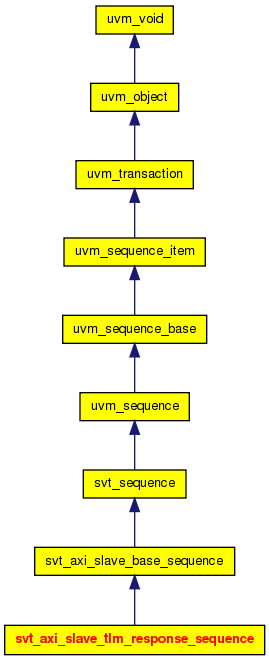 uvm_void
uvm_object
uvm_transaction
uvm_sequence_item
uvm_sequence_base
uvm_sequence
svt_sequence
svt_axi_slave_base_sequence
svt_axi_slave_tlm_response_sequence